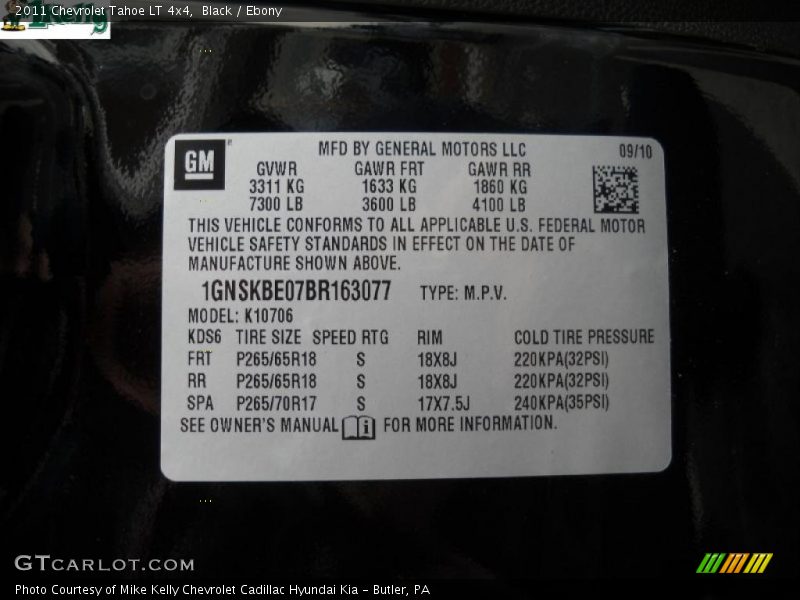 2011 Chevrolet Tahoe LT 4x4, Black / Ebony
GM
MFD BY GENERAL MOTORS LLC 09/10
GVWR GAWR FRT GAWR RR
3311 KG 1633 KG 1860 KG
7300 LB 3600 LB 4100 LB
THIS VEHICLE CONFORMS TO ALL APPLICABLE U.S. FEDERAL MOTOR
VEHICLE SAFETY STANDARDS IN EFFECT ON THE DATE OF
MANUFACTURE SHOWN ABOVE.
1GNSKBE07BR163077 TYPE: M.P.V.
MODEL: K10706
KDS6 TIRE SIZE SPEED RTG RIM COLD TIRE PRESSURE
FRT P265/65R18 S 18X8J 220KPA(32PSI)
RR P265/65R18 S 18X8J 220KPA(32PSI)
SPA P265/70R17 S 17X7.5J 240KPA(35PSI)
SEE OWNER'S MANUAL i FOR MORE INFORMATION.
GTCARLOT.COM
Photo Courtesy of Mike Kelly Chevrolet Cadillac Hyundai Kia - Butler, PA